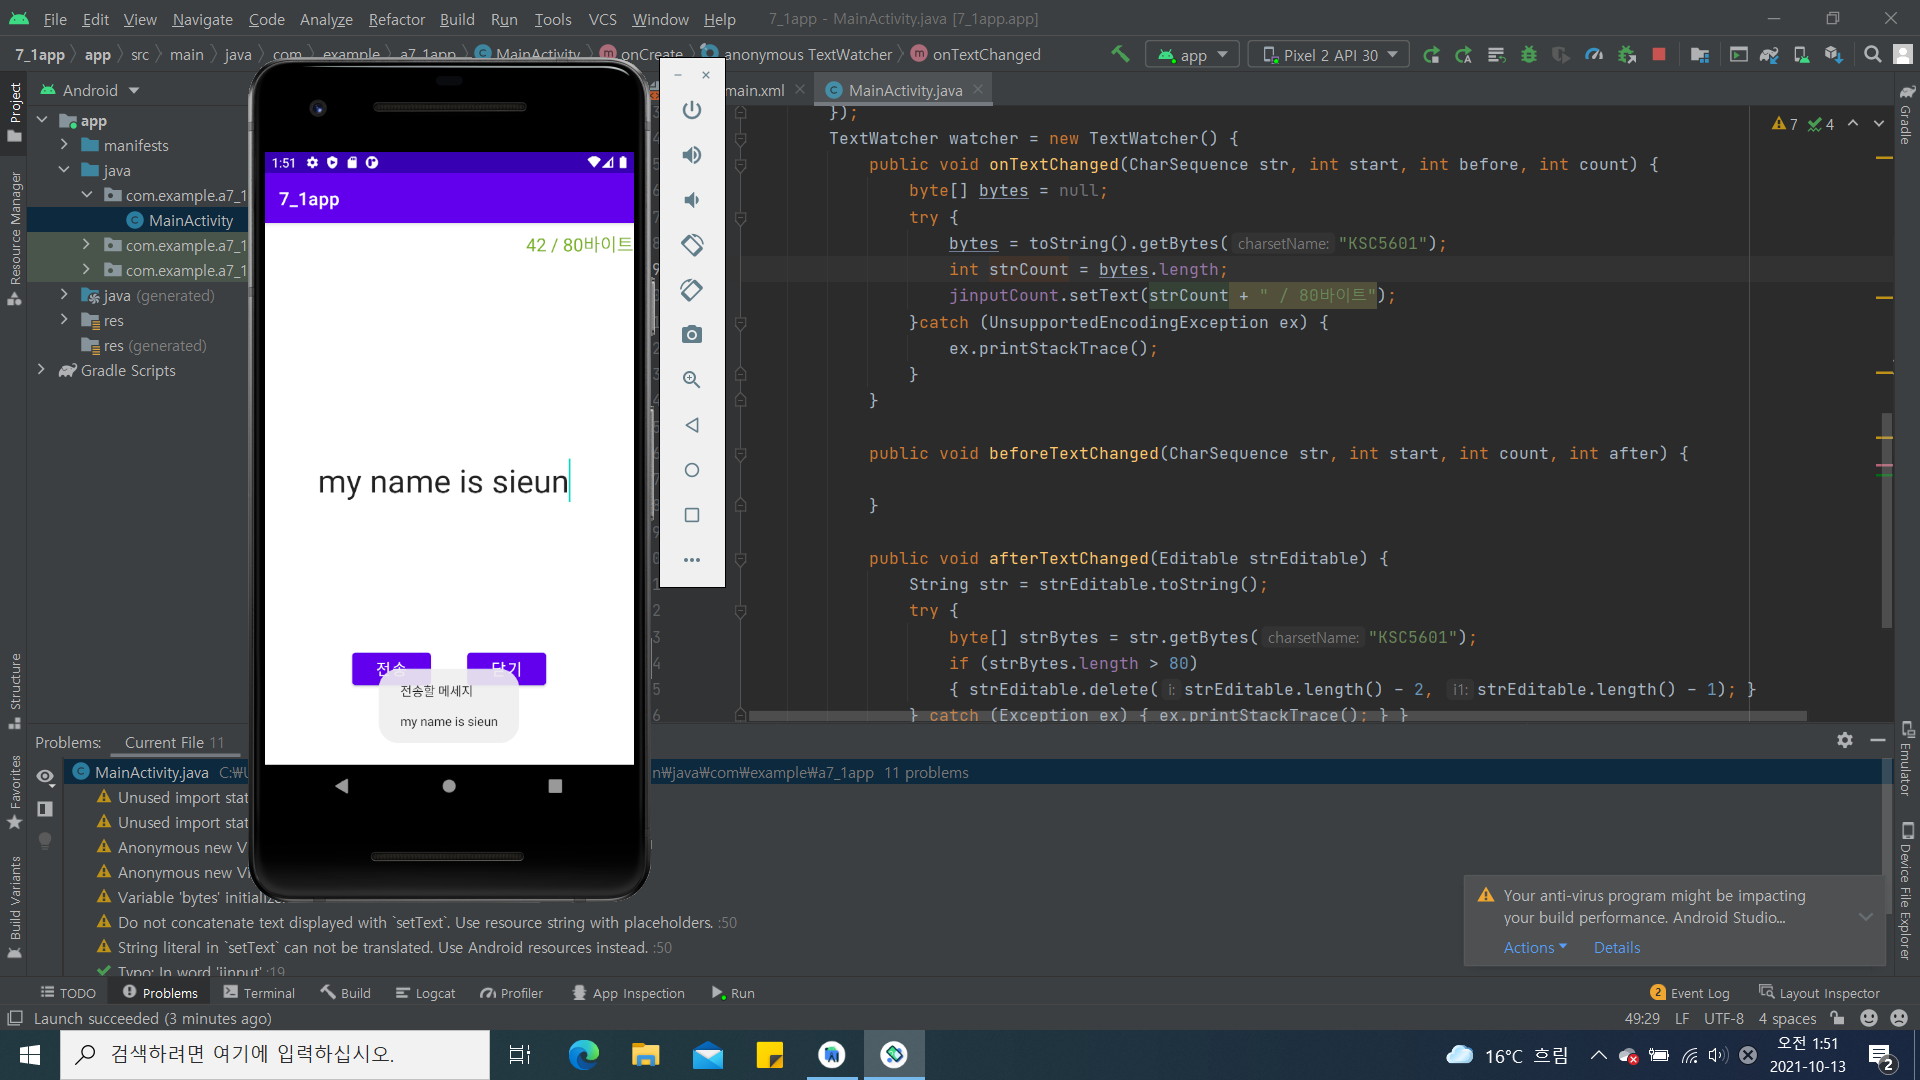 File Edit View Navigate Code Analyze Refactor Build Run Tools VCS Window Help 7_1app - MainActivity.java [7_1app.app]
7_1app app src main java com example a7_1app MainActivity onCreate anonymous TextWatcher onTextChanged
app Pixel 2 API 30
Android
main.xml MainActivity.java
app
manifests
java
com.example.a7_1
MainActivity
com.example.a7_1
com.example.a7_1
java (generated)
res
res (generated)
Gradle Scripts
Project
Resource Manager
Structure
Favorites
Build Variants
1:51
7_1app
42 / 80바이트
my name is sieun
전송 닫기
전송할 메세지
my name is sieun
7 4
});
TextWatcher watcher = new TextWatcher() {
public void onTextChanged(CharSequence str, int start, int before, int count) {
byte[] bytes = null;
try {
bytes = toString().getBytes( charsetName: "KSC5601");
int strCount = bytes.length;
jinputCount.setText(strCount + " / 80바이트");
}catch (UnsupportedEncodingException ex) {
ex.printStackTrace();
}
}
public void beforeTextChanged(CharSequence str, int start, int count, int after) {
}
public void afterTextChanged(Editable strEditable) {
String str = strEditable.toString();
try {
byte[] strBytes = str.getBytes( charsetName: "KSC5601");
if (strBytes.length > 80)
{ strEditable.delete( i: strEditable.length() - 2, i1: strEditable.length() - 1); }
} catch (Exception ex) { ex.printStackTrace(); } }
Gradle
Emulator
Device File Explorer
Problems: Current File 11
MainActivity.java C:₩U n₩java₩com₩example₩a7_1app 11 problems
Unused import stat
Unused import stat
Anonymous new V
Anonymous new Vi
Variable 'bytes' initialize
Do not concatenate text displayed with `setText`. Use resource string with placeholders. :50
String literal in `setText` can not be translated. Use Android resources instead. :50
Typo: In word 'jinput' :19
Your anti-virus program might be impacting
your build performance. Android Studio...
Actions Details
TODO Problems Terminal Build Logcat Profiler App Inspection Run 2 Event Log Layout Inspector
Launch succeeded (3 minutes ago) 49:29 LF UTF-8 4 spaces
검색하려면 여기에 입력하십시오.
16°C 흐림
오전 1:51
2021-10-13
2